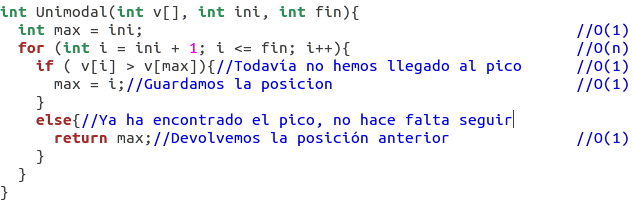 int Unimodal(int v[], int ini, int fin){
  int max = ini; //O(1)
  for (int i = ini + 1; i <= fin; i++){ //O(n)
    if ( v[i] > v[max]){//Todavía no hemos llegado al pico //O(1)
      max = i;//Guardamos la posicion //O(1)
    }
    else{//Ya ha encontrado el pico, no hace falta seguir
      return max;//Devolvemos la posición anterior //O(1)
    }
  }
}